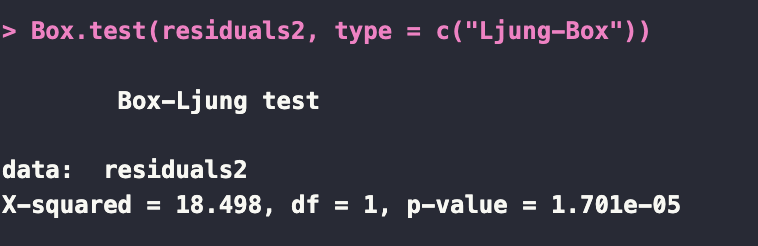 > Box.test(residuals2, type = c("Ljung-Box"))
Box-Ljung test
data:  residuals2
X-squared = 18.498, df = 1, p-value = 1.701e-05